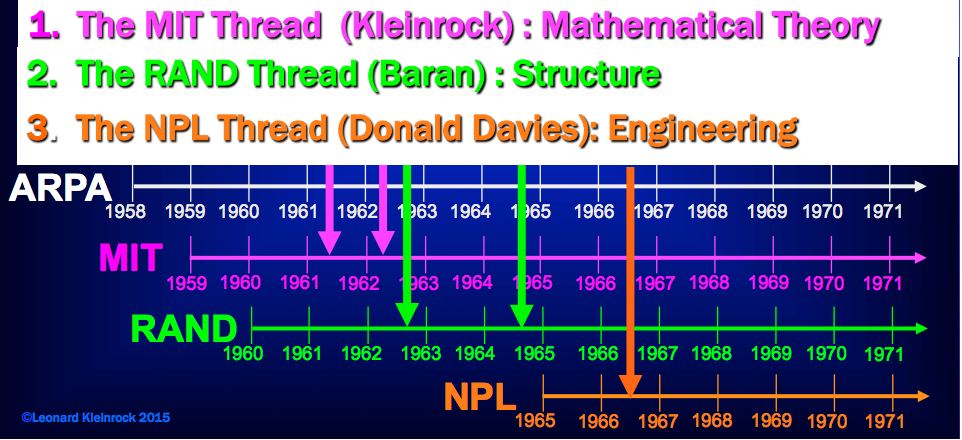 1. The MIT Thread (Kleinrock) : Mathematical Theory
2. The RAND Thread (Baran) : Structure
3. The NPL Thread (Donald Davies): Engineering
ARPA
1958 1959 1960 1961 1962 1963 1964 1965 1966 1967 1968 1969 1970 1971
MIT
1959 1960 1961 1962 1963 1964 1965 1966 1967 1968 1969 1970 1971
RAND
1960 1961 1962 1963 1964 1965 1966 1967 1968 1969 1970 1971
NPL
1965 1966 1967 1968 1969 1970 1971
©Leonard Kleinrock 2015